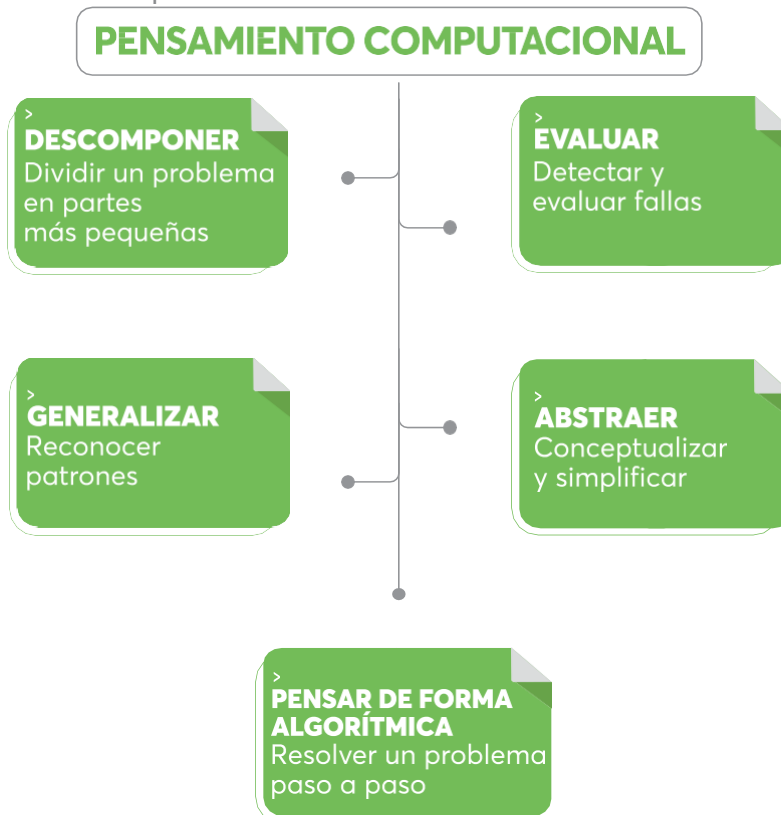 PENSAMIENTO COMPUTACIONAL
>
DESCOMPONER
Dividir un problema
en partes
más pequeñas
>
EVALUAR
Detectar y
evaluar fallas
>
GENERALIZAR
Reconocer
patrones
>
ABSTRAER
Conceptualizar
y simplificar
>
PENSAR DE FORMA
ALGORÍTMICA
Resolver un problema
paso a paso